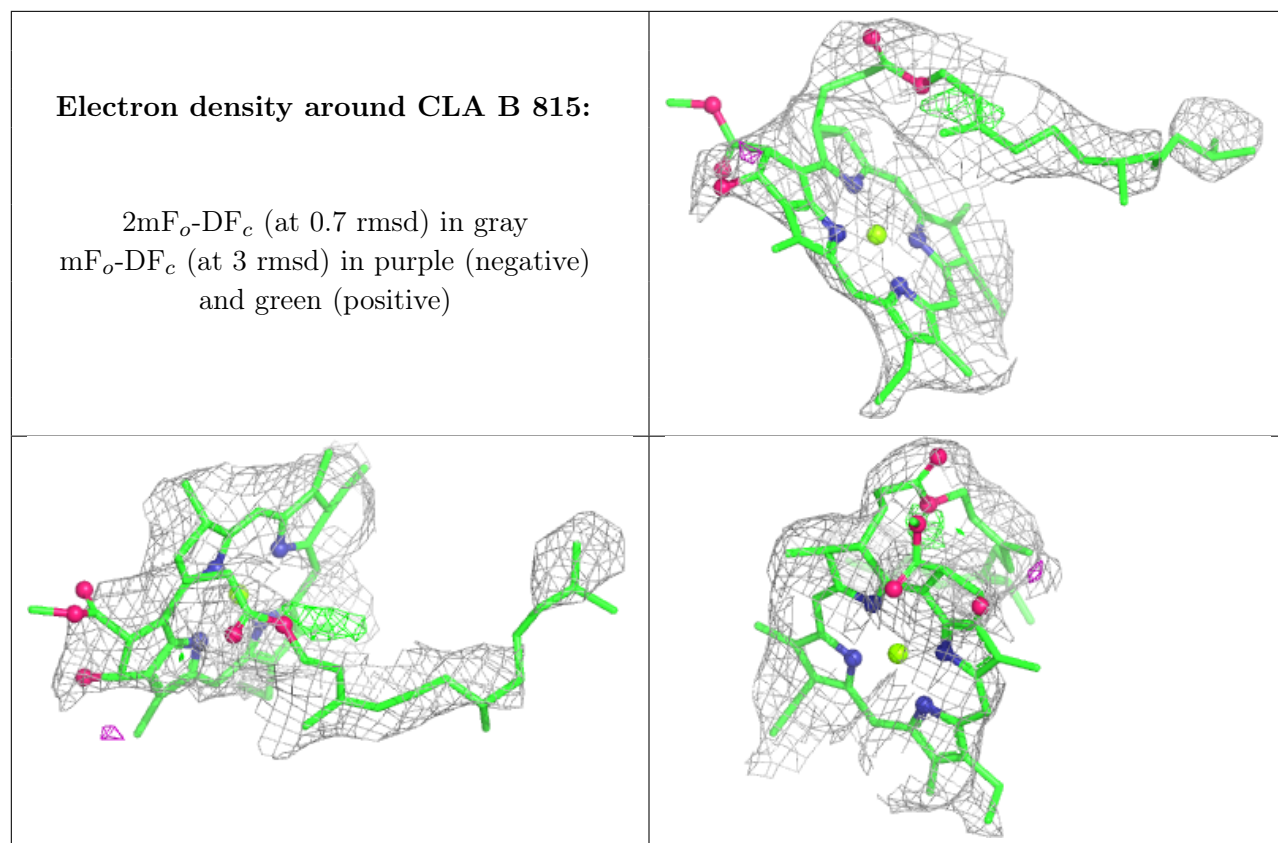 Electron density around CLA B 815:
2mFo-DFc (at 0.7 rmsd) in gray
mFo-DFc (at 3 rmsd) in purple (negative)
and green (positive)